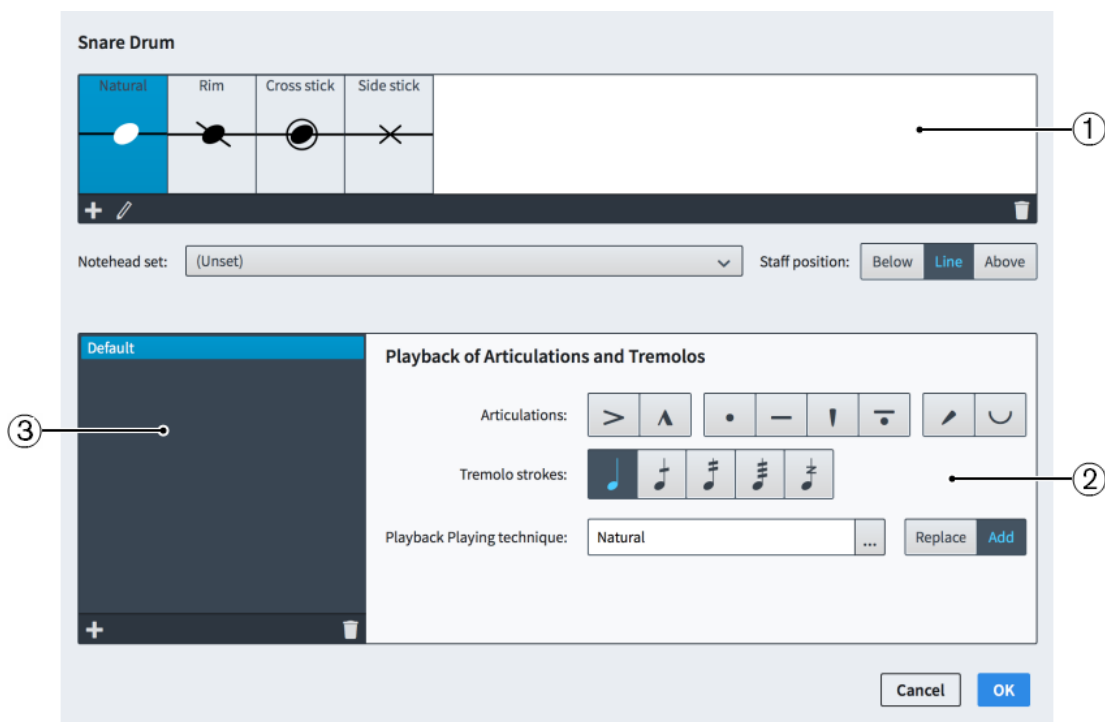 Snare Drum
Natural Rim Cross stick Side stick
1
Notehead set: (Unset) Staff position: Below Line Above
Default
Playback of Articulations and Tremolos
Articulations:
3
Tremolo strokes:
2
Playback Playing technique: Natural ... Replace Add
Cancel OK